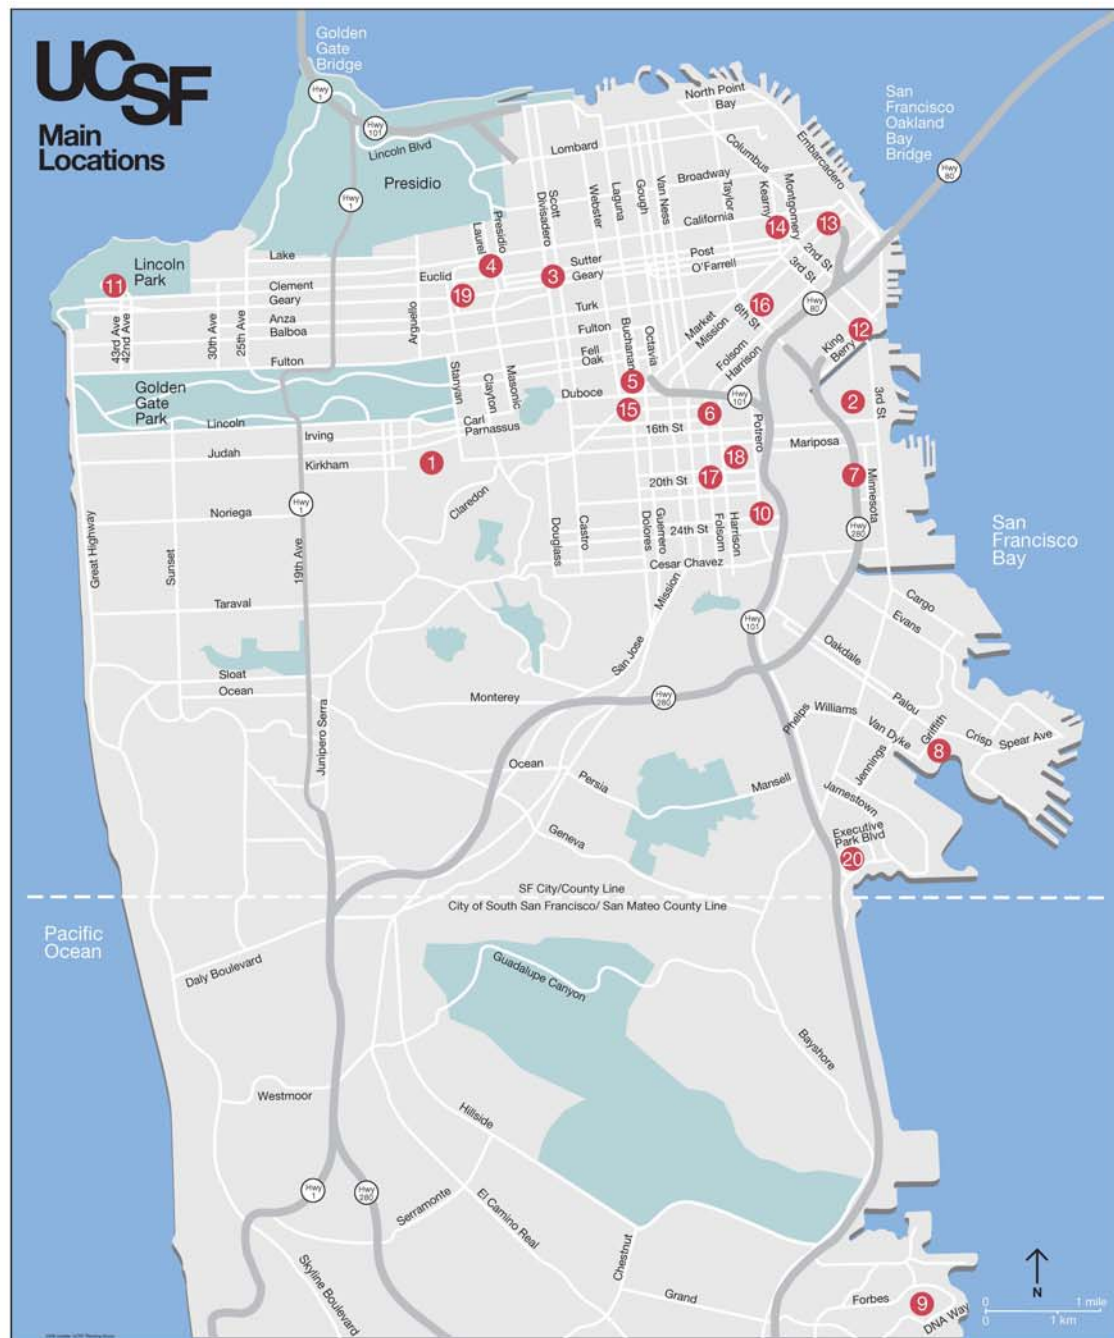 UCSF
Main
Locations
Golden
Gate
Bridge
Hwy
1
Hwy
101
Lincoln Blvd
Presidio
Hwy
1
North Point
Bay
San
Francisco
Oakland
Bay
Bridge
Hwy
80
Lombard
Columbus
Embarcadero
Broadway
Scott
Divisadero
Webster
Laguna
Gough
Van Ness
Taylor
Kearny
Montgomery
California
14
13
Presidio
Laurel
Lincoln
Park
11
Lake
Clement
Geary
Anza
Balboa
Fulton
43rd Ave
42nd Ave
30th Ave
25th Ave
Arguello
Euclid
4
19
3
Sutter
Geary
Post
O'Farrell
2nd St
3rd St
Turk
Fulton
Fell
Oak
16
6th St
Hwy
80
12
Market
Mission
Folsom
Harrison
King
Berry
Buchanan
Octavia
5
Golden
Gate
Park
Stanyan
Clayton
Masonic
Duboce
15
6
Hwy
101
2
3rd St
Lincoln
Irving
Carl
Parnassus
16th St
Potrero
Mariposa
Judah
Kirkham
1
18
17
20th St
7
Minnesota
Hwy
1
Noriega
Claredon
10
24th St
Great Highway
Sunset
19th Ave
Douglass
Castro
Dolores
Guerrero
Folsom
Harrison
Hwy
280
San
Francisco
Bay
Cesar Chavez
Mission
Taraval
Cargo
Evans
Hwy
101
San Jose
Oakdale
Sloat
Ocean
Monterey
Hwy
280
Palou
Phelps
Williams
Van Dyke
Griffith
Crisp
Spear Ave
8
Junipero Serra
Ocean
Persia
Mansell
Jennings
Jamestown
Geneva
Executive
Park Blvd
20
SF City/County Line
City of South San Francisco/ San Mateo County Line
Pacific
Ocean
Daly Boulevard
Guadalupe Canyon
Bayshore
Westmoor
Hillside
Hwy
1
Hwy
280
Serramonte
El Camino Real
Chestnut
Skyline Boulevard
Grand
Forbes
9
DNA Way
N
0
1 mile
0
1 km